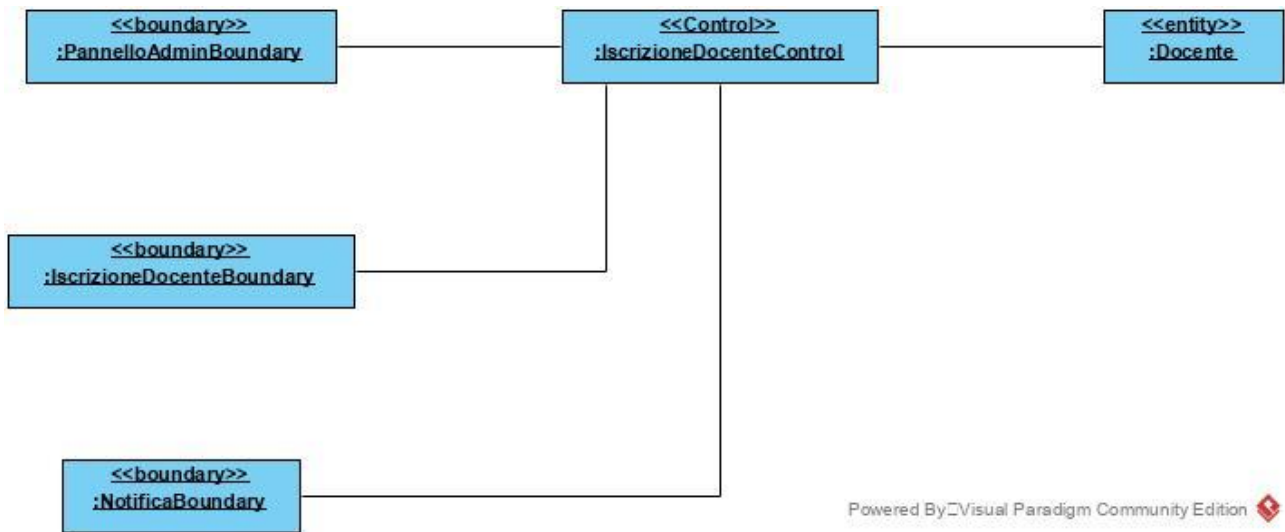 <<boundary>>
:PannelloAdminBoundary
<<Control>>
:IscrizioneDocenteControl
<<entity>>
:Docente
<<boundary>>
:IscrizioneDocenteBoundary
<<boundary>>
:NotificaBoundary
Powered By Visual Paradigm Community Edition